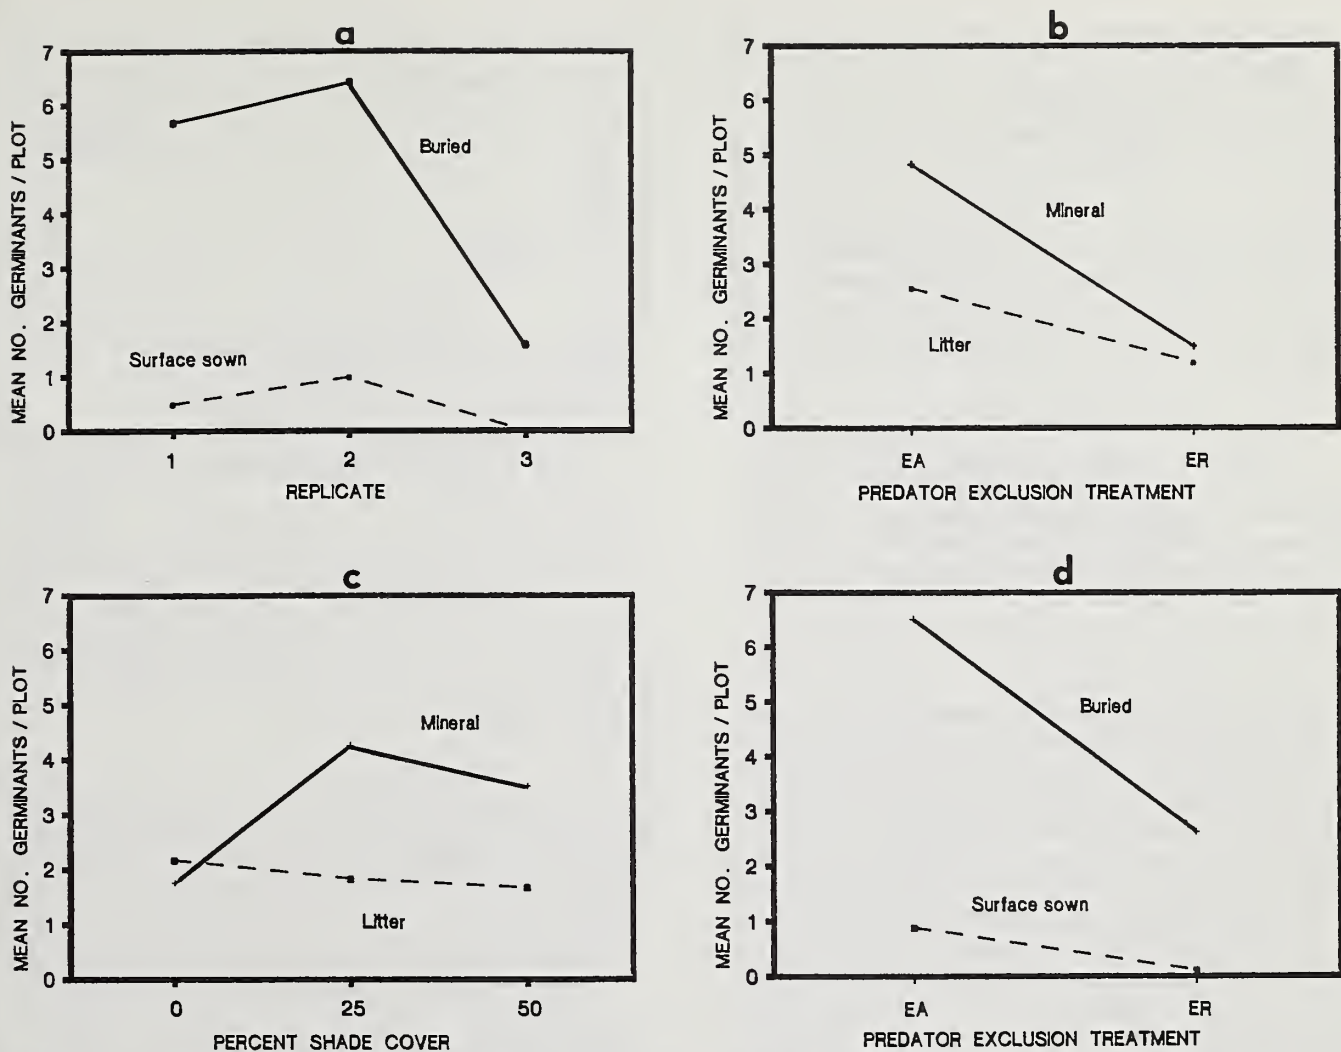 a
7
6
5
4
3
2
1
0
MEAN NO. GERMINANTS / PLOT
Buried
Surface sown
1 2 3
REPLICATE
b
7
6
5
4
3
2
1
0
MEAN NO. GERMINANTS / PLOT
Mineral
Litter
EA ER
PREDATOR EXCLUSION TREATMENT
c
7
6
5
4
3
2
1
0
MEAN NO. GERMINANTS / PLOT
Mineral
Litter
0 25 50
PERCENT SHADE COVER
d
7
6
5
4
3
2
1
0
MEAN NO. GERMINANTS / PLOT
Buried
Surface sown
EA ER
PREDATOR EXCLUSION TREATMENT